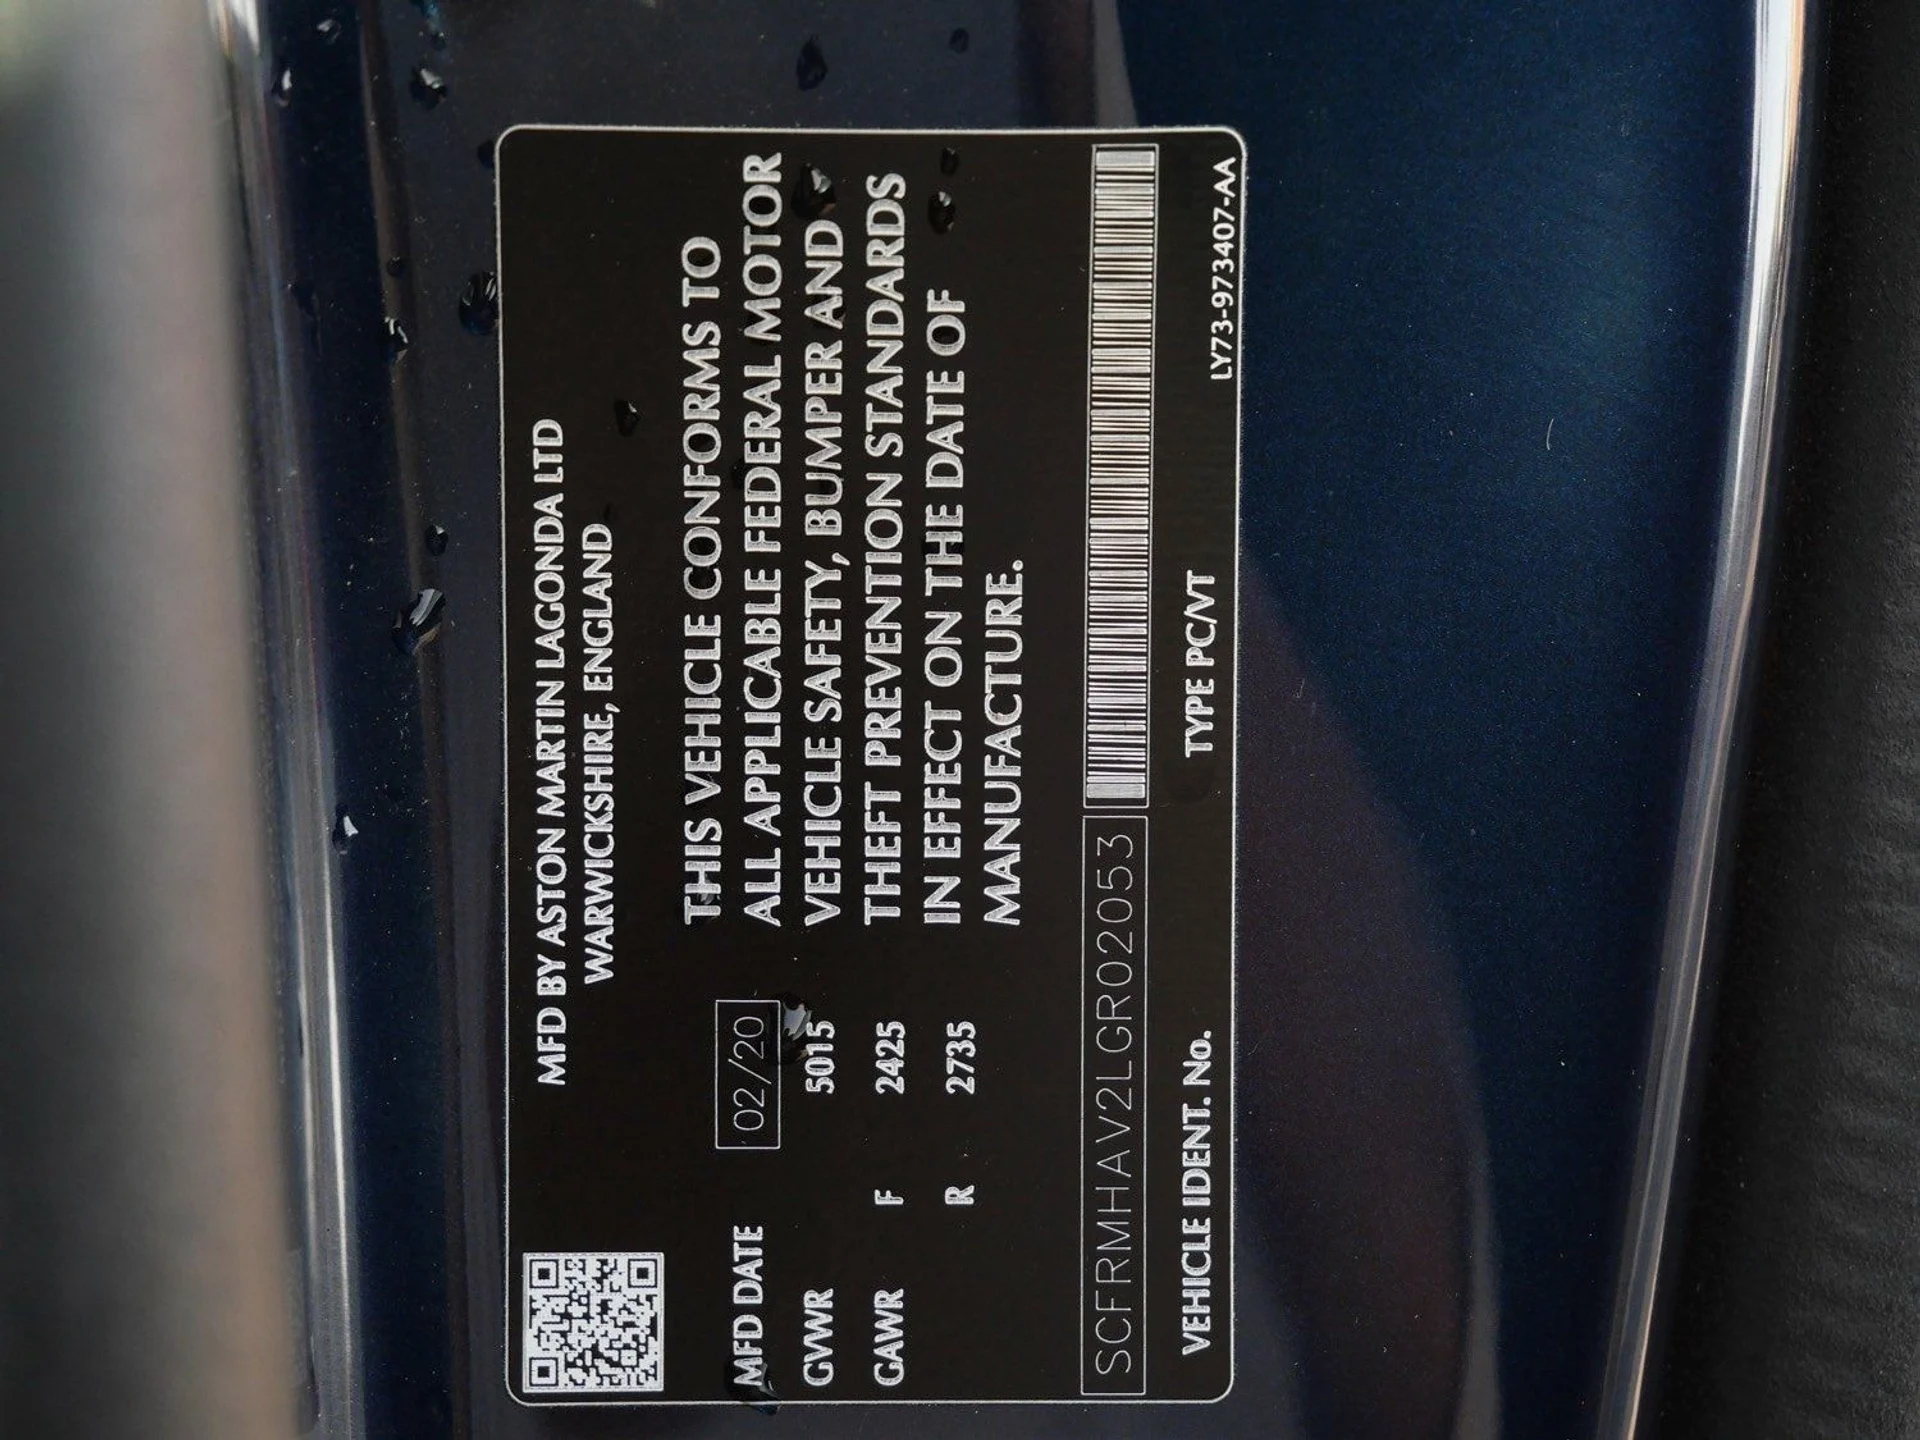 MFD BY ASTON MARTIN LAGONDA LTD
WARWICKSHIRE, ENGLAND
MFD DATE 02/20
GVWR 5015
GAWR F 2425
R 2735
THIS VEHICLE CONFORMS TO
ALL APPLICABLE FEDERAL MOTOR
VEHICLE SAFETY, BUMPER AND
THEFT PREVENTION STANDARDS
IN EFFECT ON THE DATE OF
MANUFACTURE.
SCFRMHAV2LGR02053
VEHICLE IDENT. No. TYPE PC/VT
LY73-973407-AA